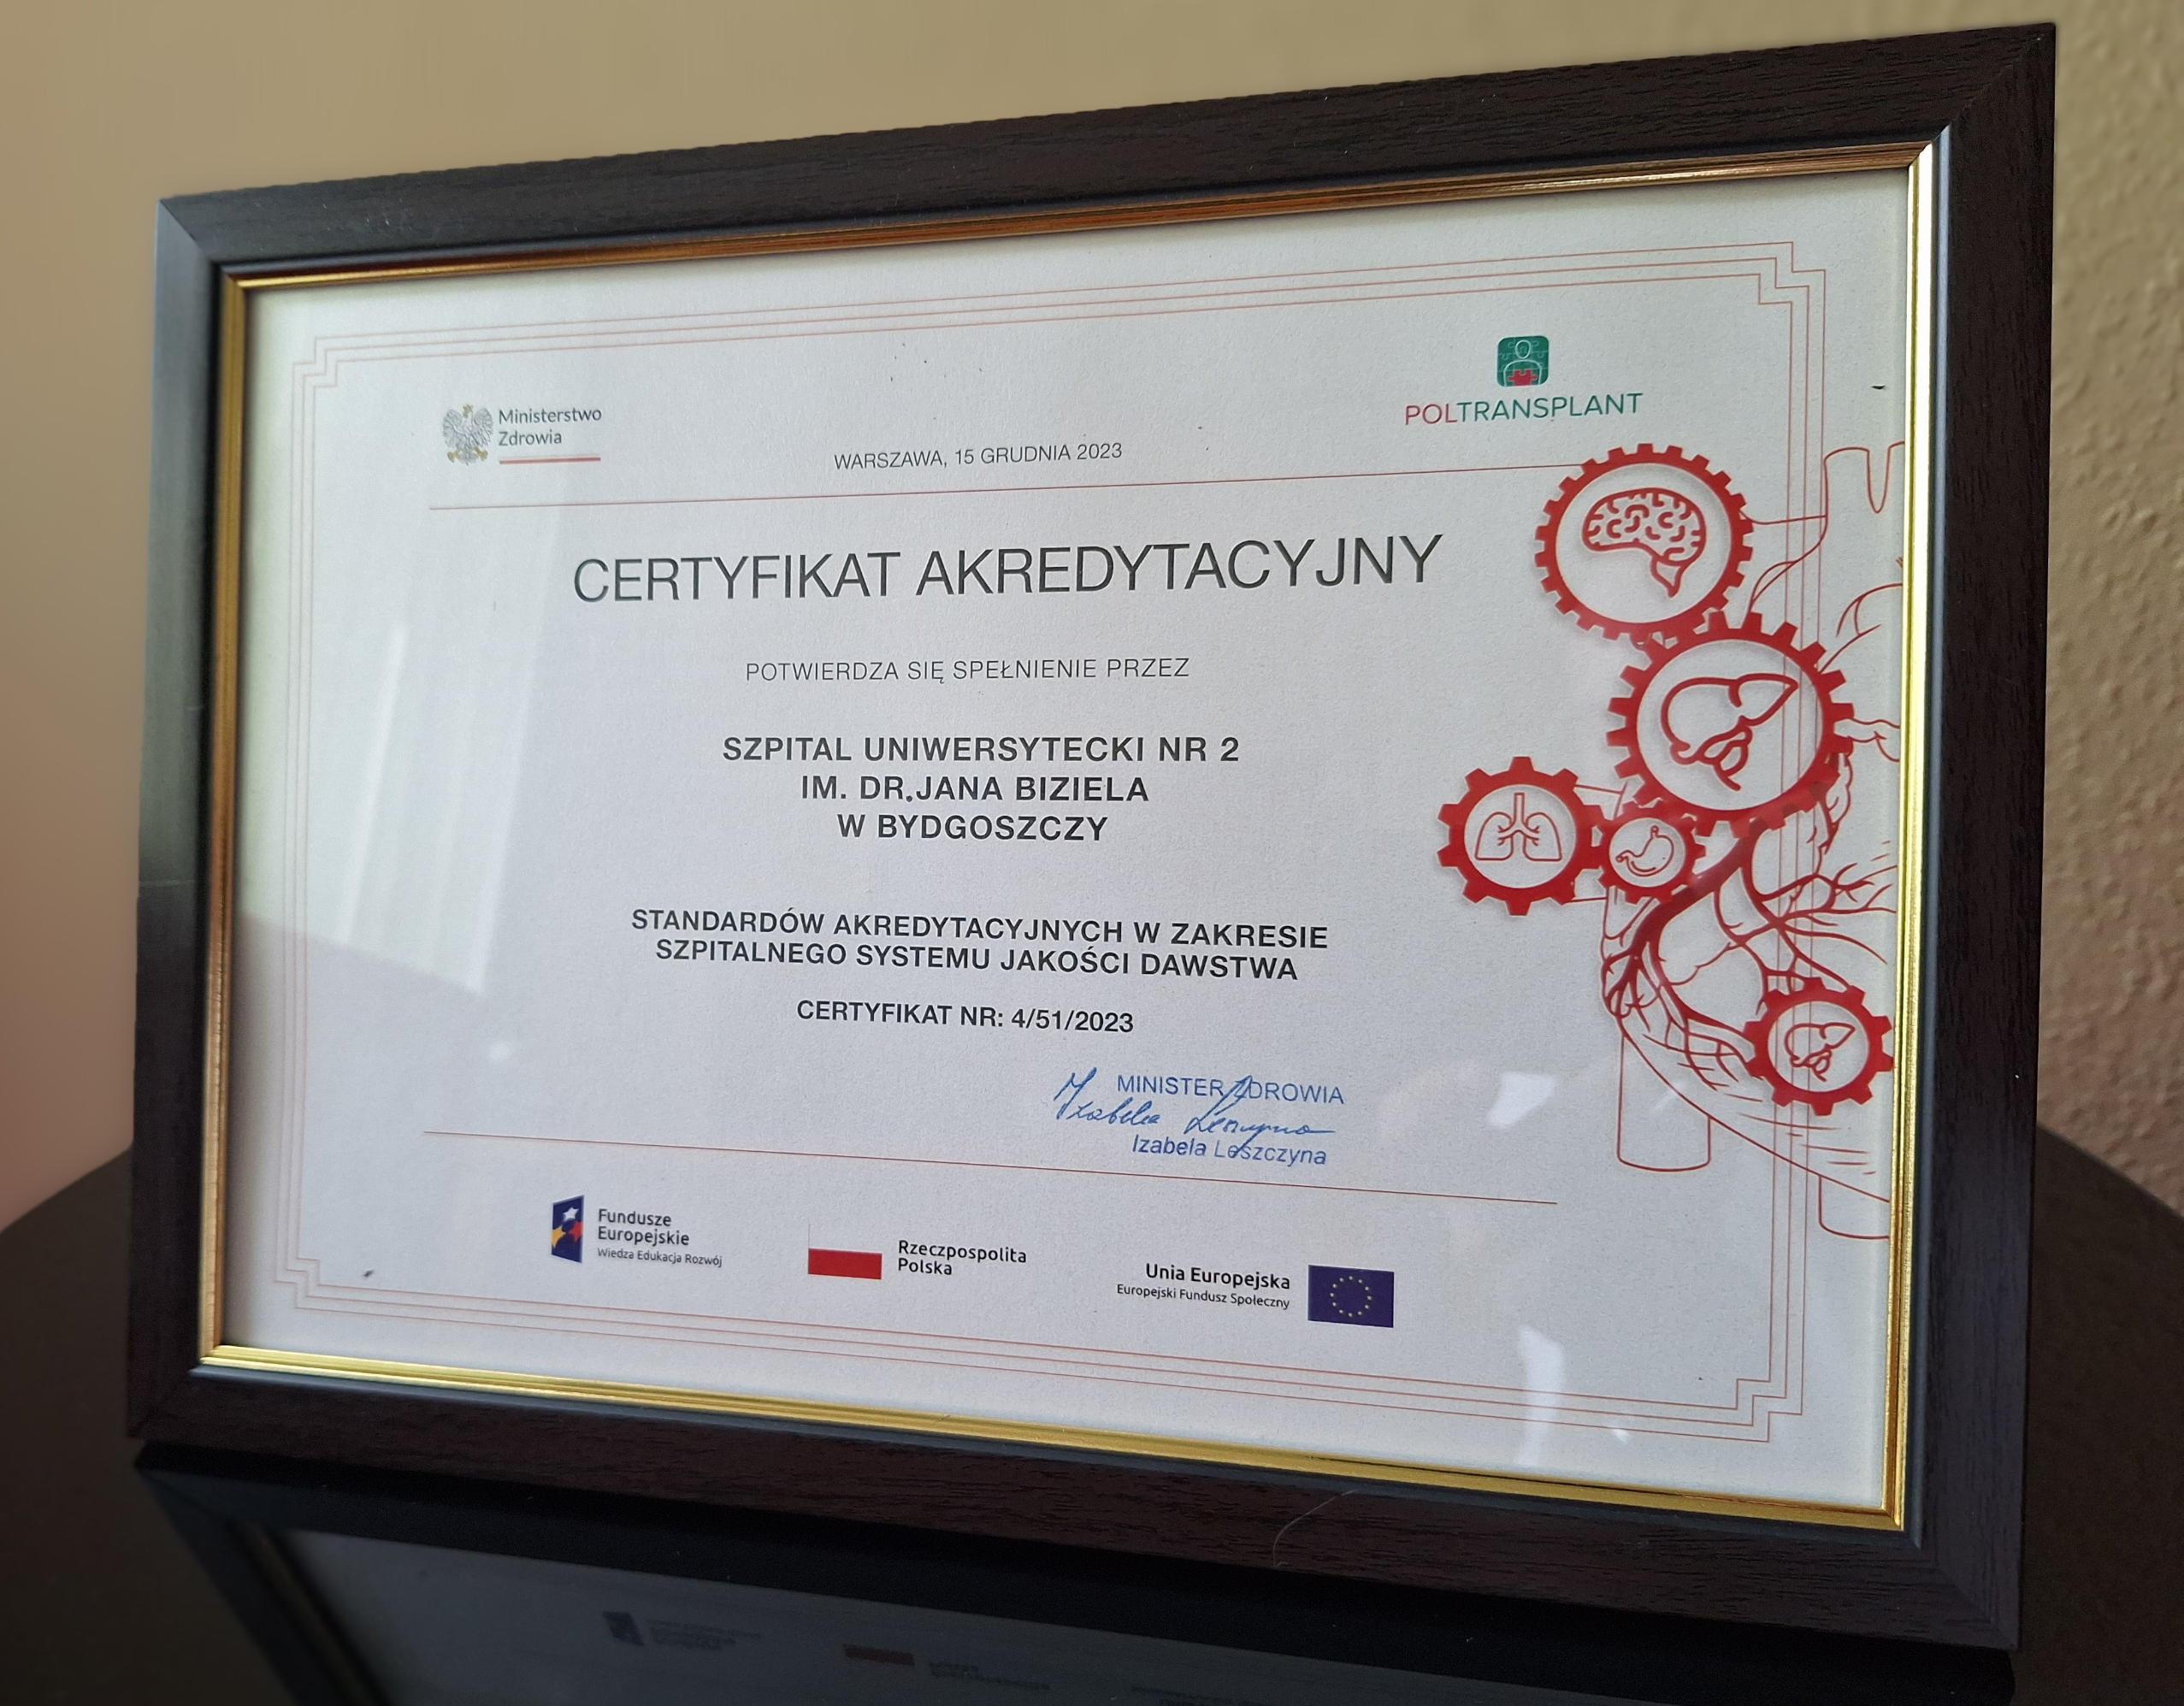 Ministerstwo
Zdrowia
WARSZAWA, 15 GRUDNIA 2023
POLTRANSPLANT
CERTYFIKAT AKREDYTACYJNY
POTWIERDZA SIĘ SPEŁNIENIE PRZEZ
SZPITAL UNIWERSYTECKI NR 2
IM. DR.JANA BIZIELA
W BYDGOSZCZY
STANDARDÓW AKREDYTACYJNYCH W ZAKRESIE
SZPITALNEGO SYSTEMU JAKOŚCI DAWSTWA
CERTYFIKAT NR: 4/51/2023
MINISTER ZDROWIA
Izabela Leszczyna
Izabela Leszczyna
Fundusze
Europejskie
Wiedza Edukacja Rozwój
Rzeczpospolita
Polska
Unia Europejska
Europejski Fundusz Społeczny